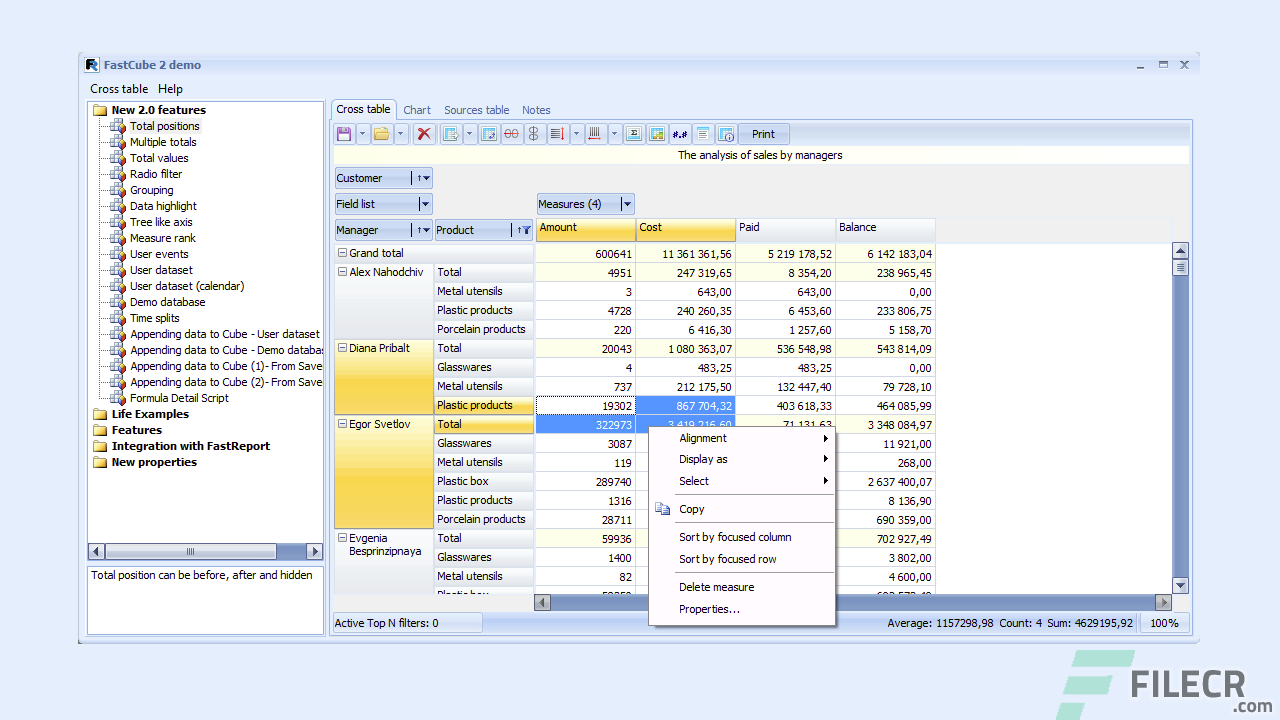 FastCube 2 demo
Cross table Help
New 2.0 features
Total positions
Multiple totals
Total values
Radio filter
Grouping
Data highlight
Tree like axis
Measure rank
User events
User dataset
User dataset (calendar)
Demo database
Time splits
Appending data to Cube - User dataset
Appending data to Cube - Demo databas
Appending data to Cube (1)- From Save
Appending data to Cube (2)- From Save
Formula Detail Script
Life Examples
Features
Integration with FastReport
New properties
Total position can be before, after and hidden
Cross table Chart Sources table Notes
#.# Print
The analysis of sales by managers
Customer
Field list Measures (4)
Manager Product Amount Cost Paid Balance
Grand total 600641 11 361 361,56 5 219 178,52 6 142 183,04
Alex Nahodchiv Total 4951 247 319,65 8 354,20 238 965,45
Metal utensils 3 643,00 643,00 0,00
Plastic products 4728 240 260,35 6 453,60 233 806,75
Porcelain products 220 6 416,30 1 257,60 5 158,70
Diana Pribalt Total 20043 1 080 363,07 536 548,98 543 814,09
Glasswares 4 483,25 483,25 0,00
Metal utensils 737 212 175,50 132 447,40 79 728,10
Plastic products 19302 867 704,32 403 618,33 464 085,99
Egor Svetlov Total 322973 3 419 216,60 71 131,63 3 348 084,97
Glasswares 3087 11 921,00
Metal utensils 119 268,00
Plastic box 289740 2 637 400,07
Plastic products 1316 8 136,90
Porcelain products 28711 690 359,00
Evgenia Besprinzipnaya Total 59936 702 927,49
Glasswares 1400 3 802,00
Metal utensils 82 4 600,00
Plastic box
Alignment
Display as
Select
Copy
Sort by focused column
Sort by focused row
Delete measure
Properties...
Active Top N filters: 0 Average: 1157298,98 Count: 4 Sum: 4629195,92 100%
FILECR
.com